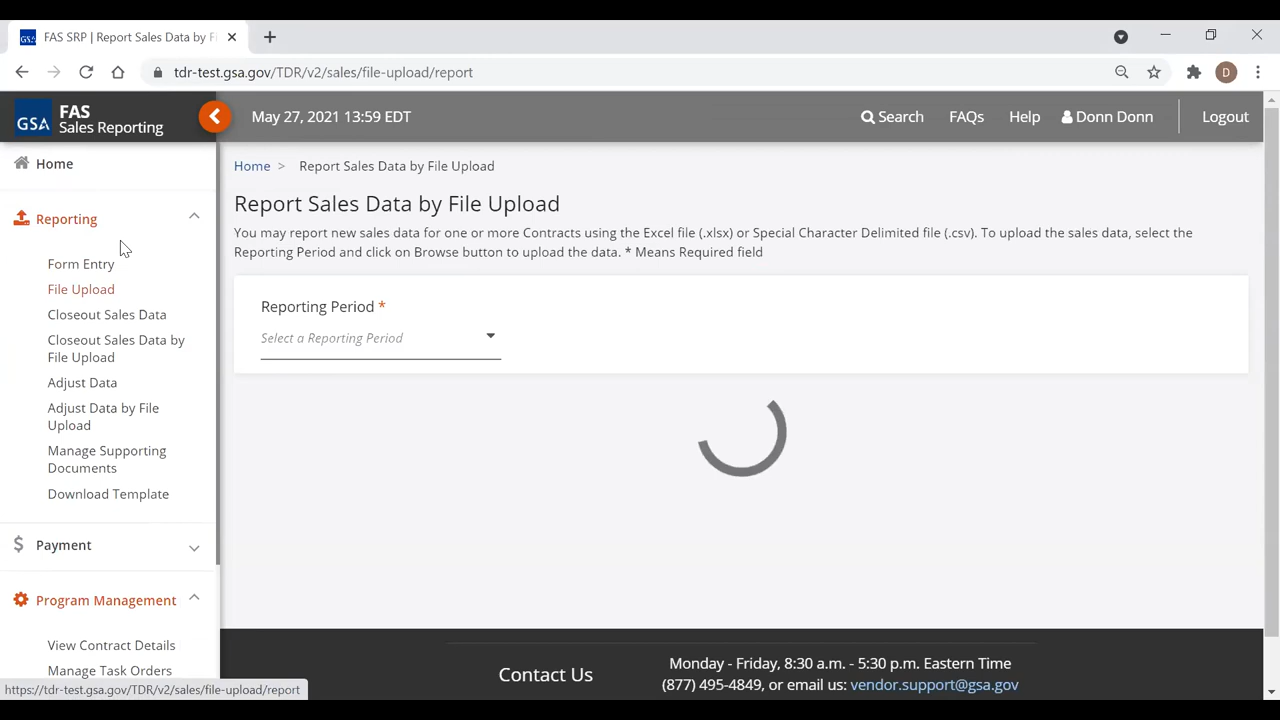 FAS SRP | Report Sales Data by F
tdr-test.gsa.gov/TDR/v2/sales/file-upload/report
D
GSA
FAS
Sales Reporting
May 27, 2021 13:59 EDT
Search
FAQs
Help
Donn Donn
Logout
Home
Reporting
Form Entry
File Upload
Closeout Sales Data
Closeout Sales Data by
File Upload
Adjust Data
Adjust Data by File
Upload
Manage Supporting
Documents
Download Template
$ Payment
Program Management
View Contract Details
Manage Task Orders
Home > Report Sales Data by File Upload
Report Sales Data by File Upload
You may report new sales data for one or more Contracts using the Excel file (.xlsx) or Special Character Delimited file (.csv). To upload the sales data, select the
Reporting Period and click on Browse button to upload the data. * Means Required field
Reporting Period *
Select a Reporting Period
Contact Us
Monday - Friday, 8:30 a.m. - 5:30 p.m. Eastern Time
(877) 495-4849, or email us: vendor.support@gsa.gov
https://tdr-test.gsa.gov/TDR/v2/sales/file-upload/report